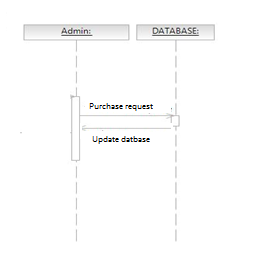 Admin:
DATABASE:
Purchase request
Update datbase